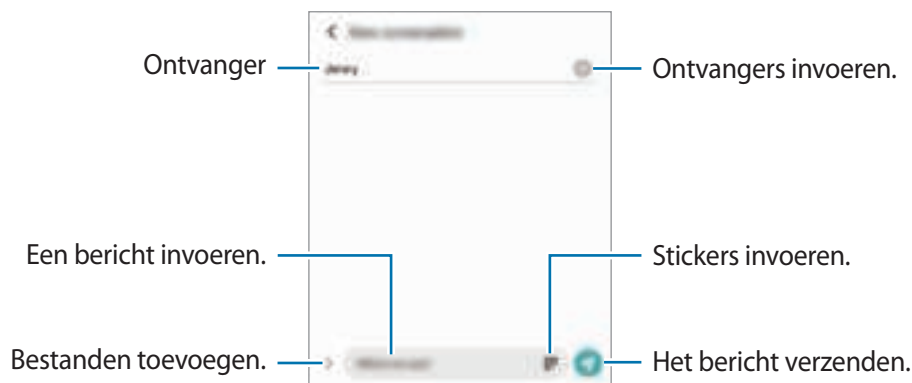 Ontvanger
Ontvangers invoeren.
Een bericht invoeren.
Stickers invoeren.
Bestanden toevoegen.
Het bericht verzenden.